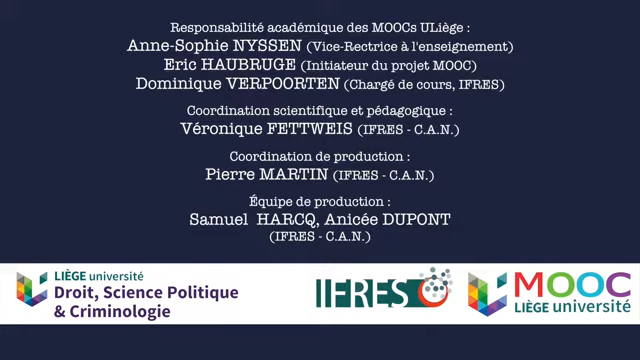 Responsabilité académique des MOOCs ULiège :
Anne-Sophie NYSSEN (Vice-Rectrice à l'enseignement)
Eric HAUBRUGE (Initiateur du projet MOOC)
Dominique VERPOORTEN (Chargé de cours, IFRES)
Coordination scientifique et pédagogique :
Véronique FETTWEIS (IFRES - C.A.N.)
Coordination de production :
Pierre MARTIN (IFRES - C.A.N.)
Équipe de production :
Samuel HARCQ, Anicée DUPONT
(IFRES - C.A.N.)
LIÈGE université
Droit, Science Politique
& Criminologie
IFRES
MOOC
LIÈGE université